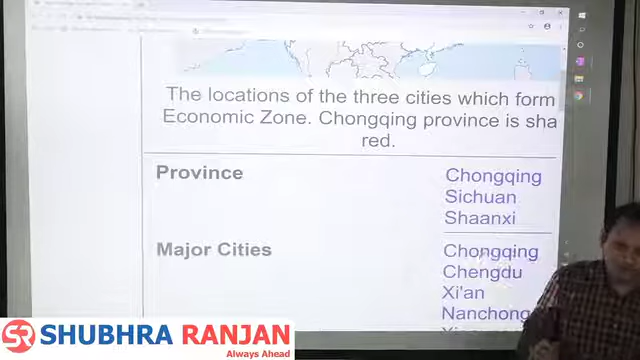 The locations of the three cities which form
Economic Zone. Chongqing province is sha
red.
Province
Chongqing
Sichuan
Shaanxi
Major Cities
Chongqing
Chengdu
Xi'an
Nanchong
SR SHUBHRA RANJAN
Always Ahead